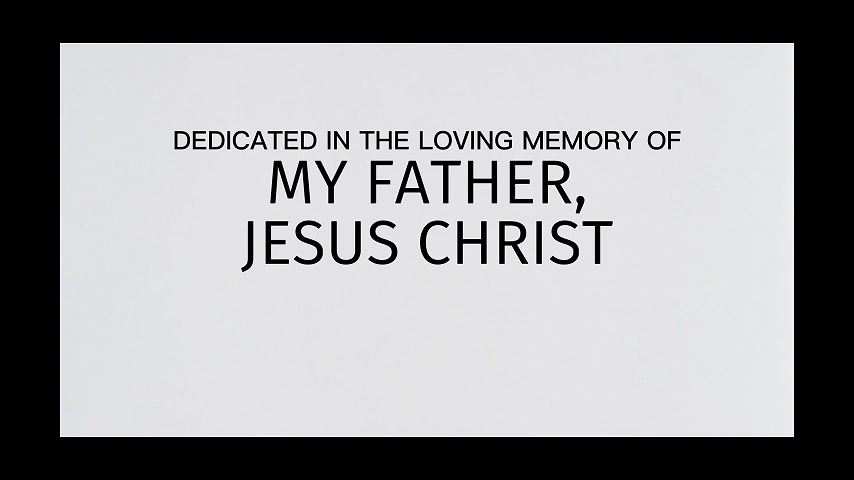 DEDICATED IN THE LOVING MEMORY OF
MY FATHER,
JESUS CHRIST